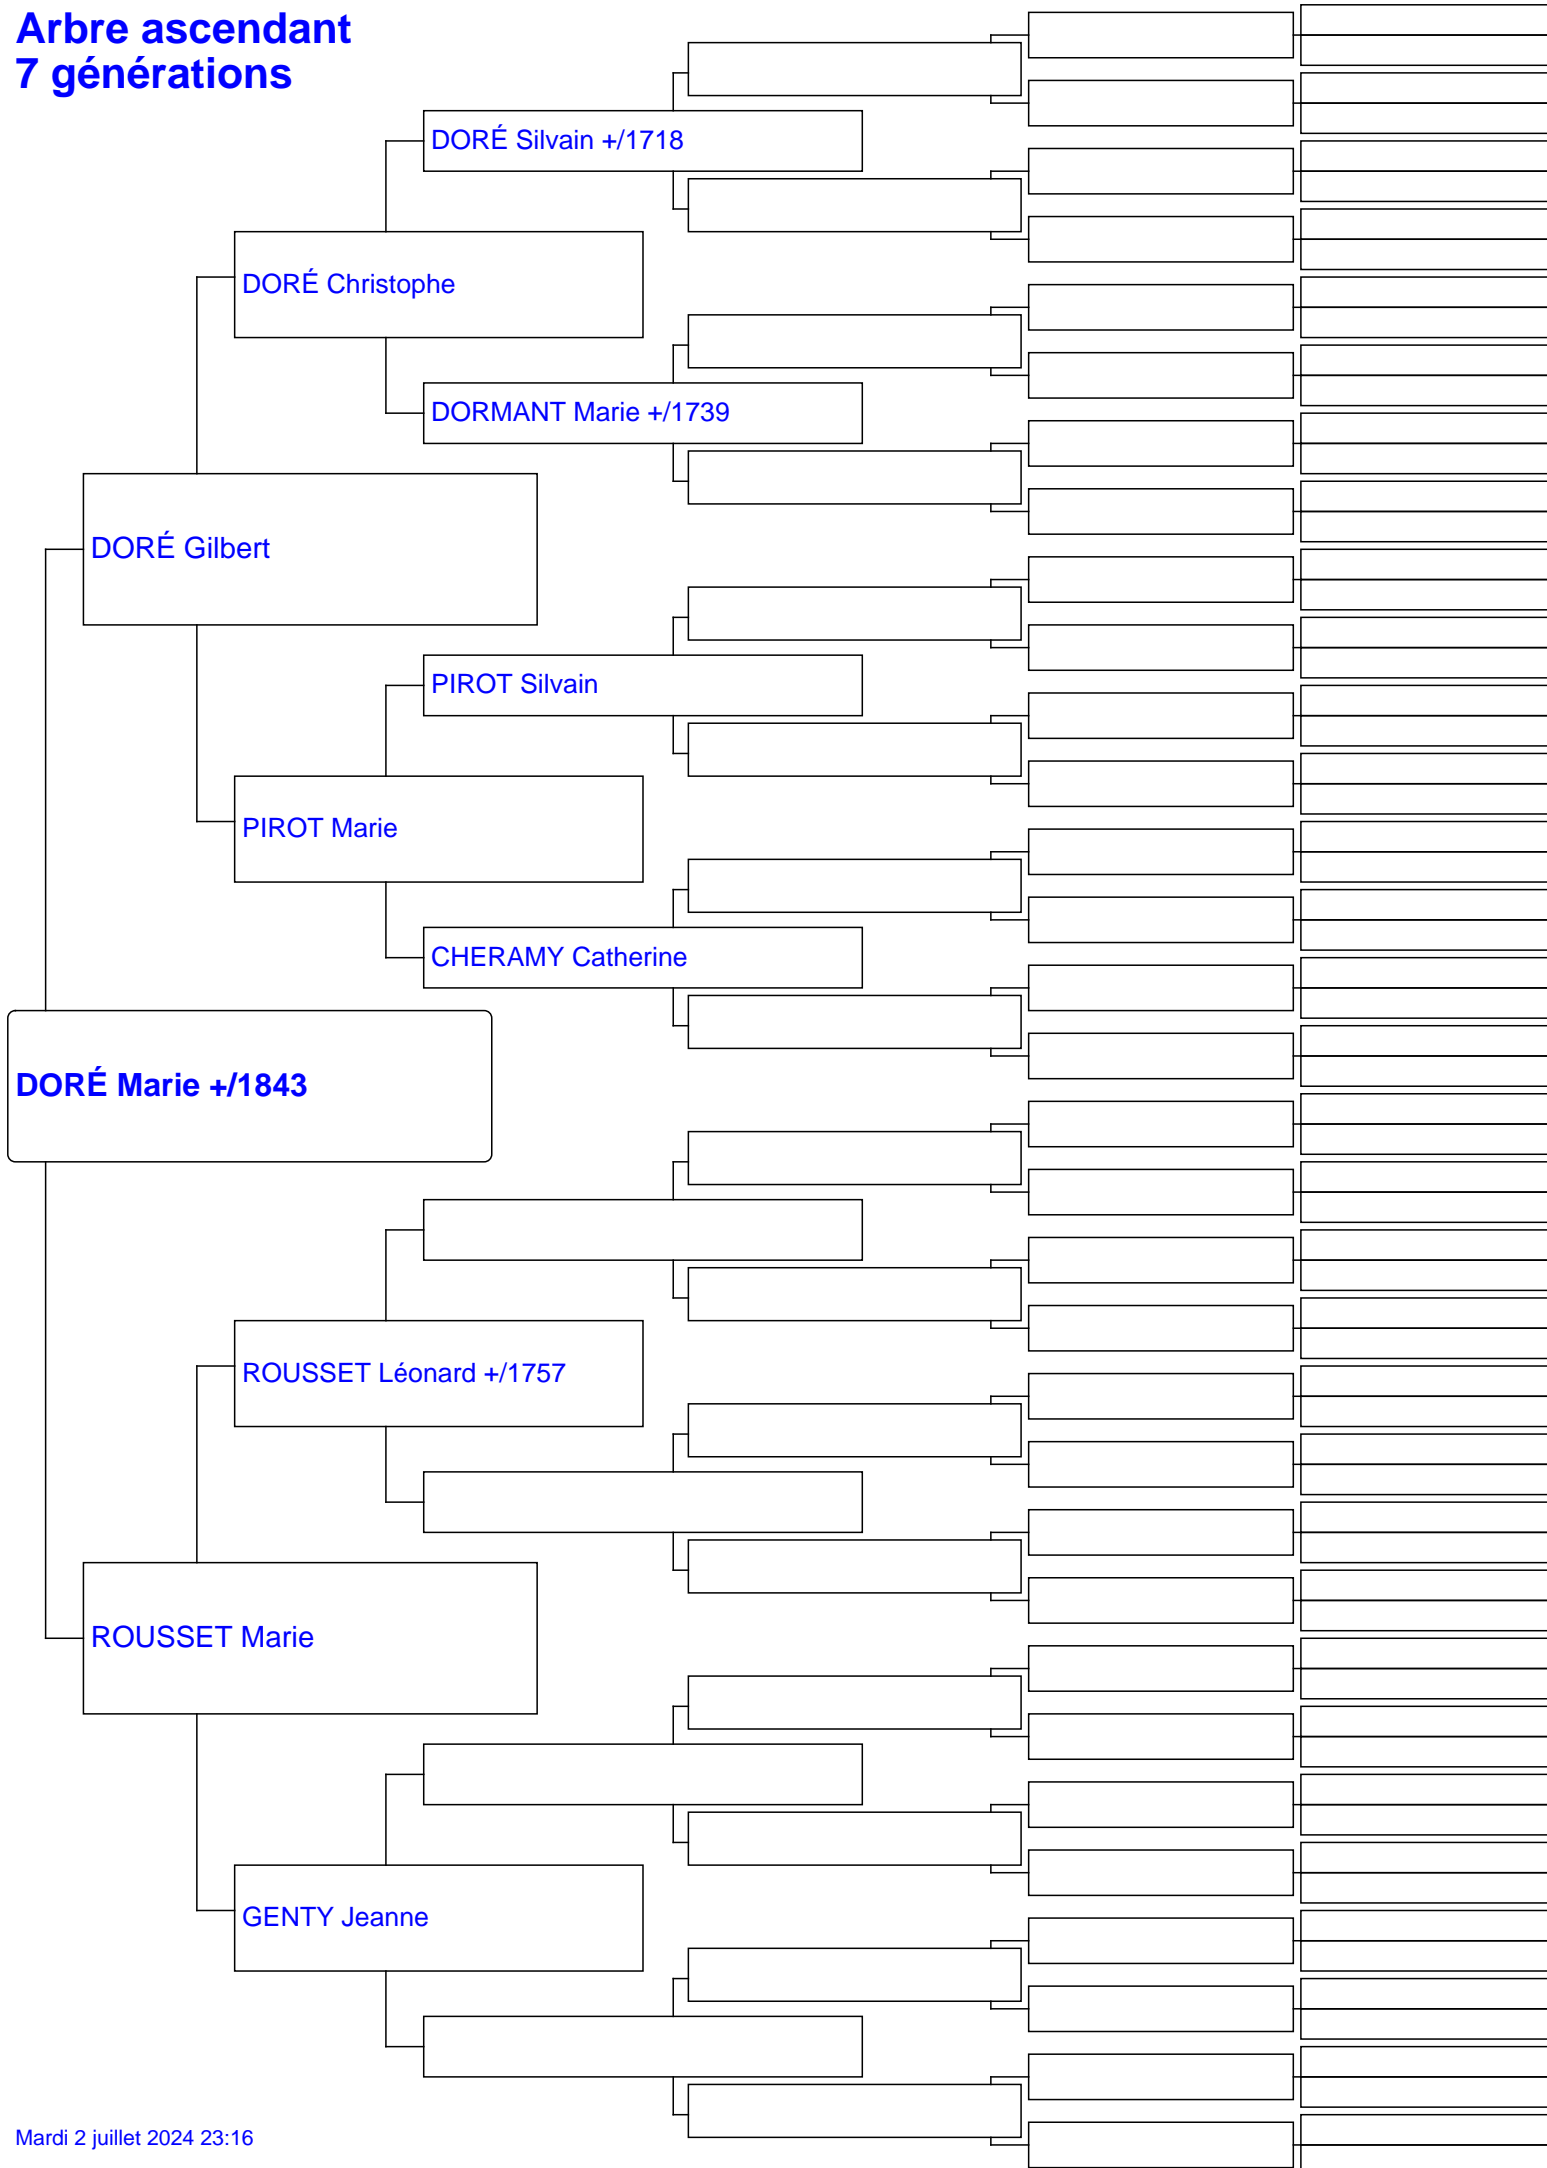 Arbre ascendant
7 générations
DORÉ Silvain +/1718
DORÉ Christophe
DORMANT Marie +/1739
DORÉ Gilbert
PIROT Silvain
PIROT Marie
CHERAMY Catherine
DORÉ Marie +/1843
ROUSSET Léonard +/1757
ROUSSET Marie
GENTY Jeanne
Mardi 2 juillet 2024 23:16